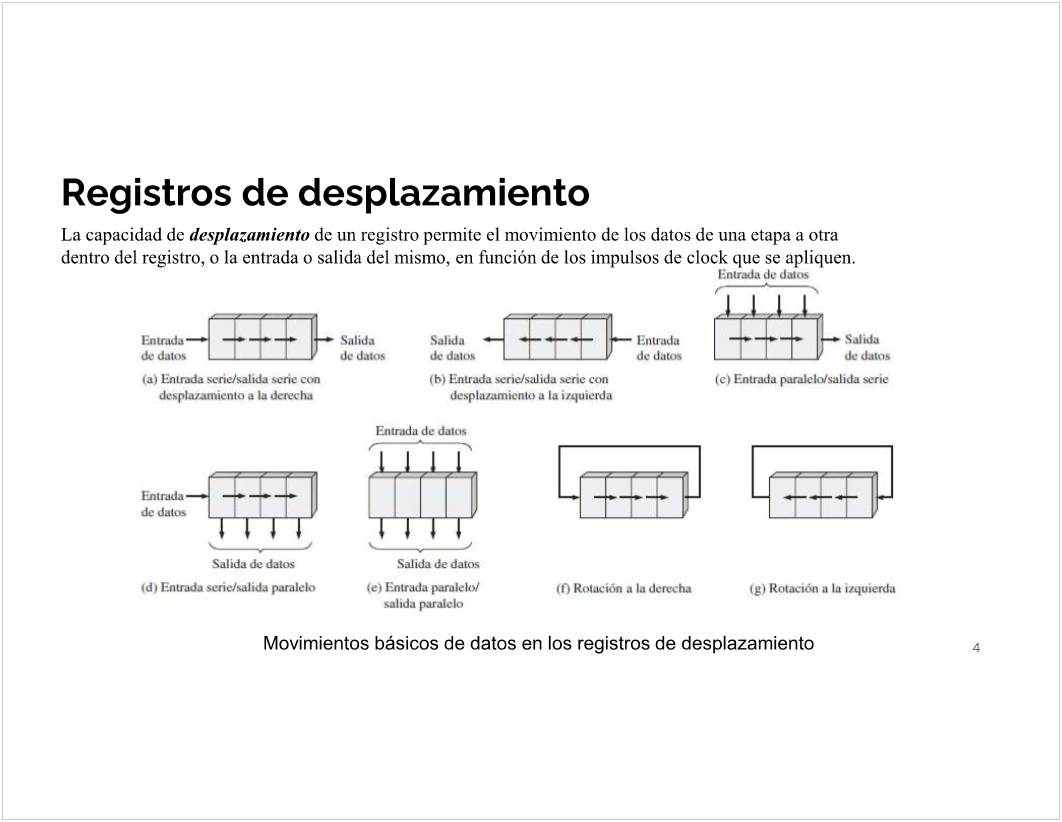 Registros de desplazamiento
La capacidad de desplazamiento de un registro permite el movimiento de los datos de una etapa a otra
dentro del registro, o la entrada o salida del mismo, en función de los impulsos de clock que se apliquen.
Entrada
de datos
Salida
de datos
(a) Entrada serie/salida serie con
desplazamiento a la derecha
Salida
de datos
Entrada
de datos
(b) Entrada serie/salida serie con
desplazamiento a la izquierda
Entrada de datos
Salida
de datos
(c) Entrada paralelo/salida serie
Entrada
de datos
Salida de datos
(d) Entrada serie/salida paralelo
Entrada de datos
Salida de datos
(e) Entrada paralelo/
salida paralelo
(f) Rotación a la derecha
(g) Rotación a la izquierda
Movimientos básicos de datos en los registros de desplazamiento
4